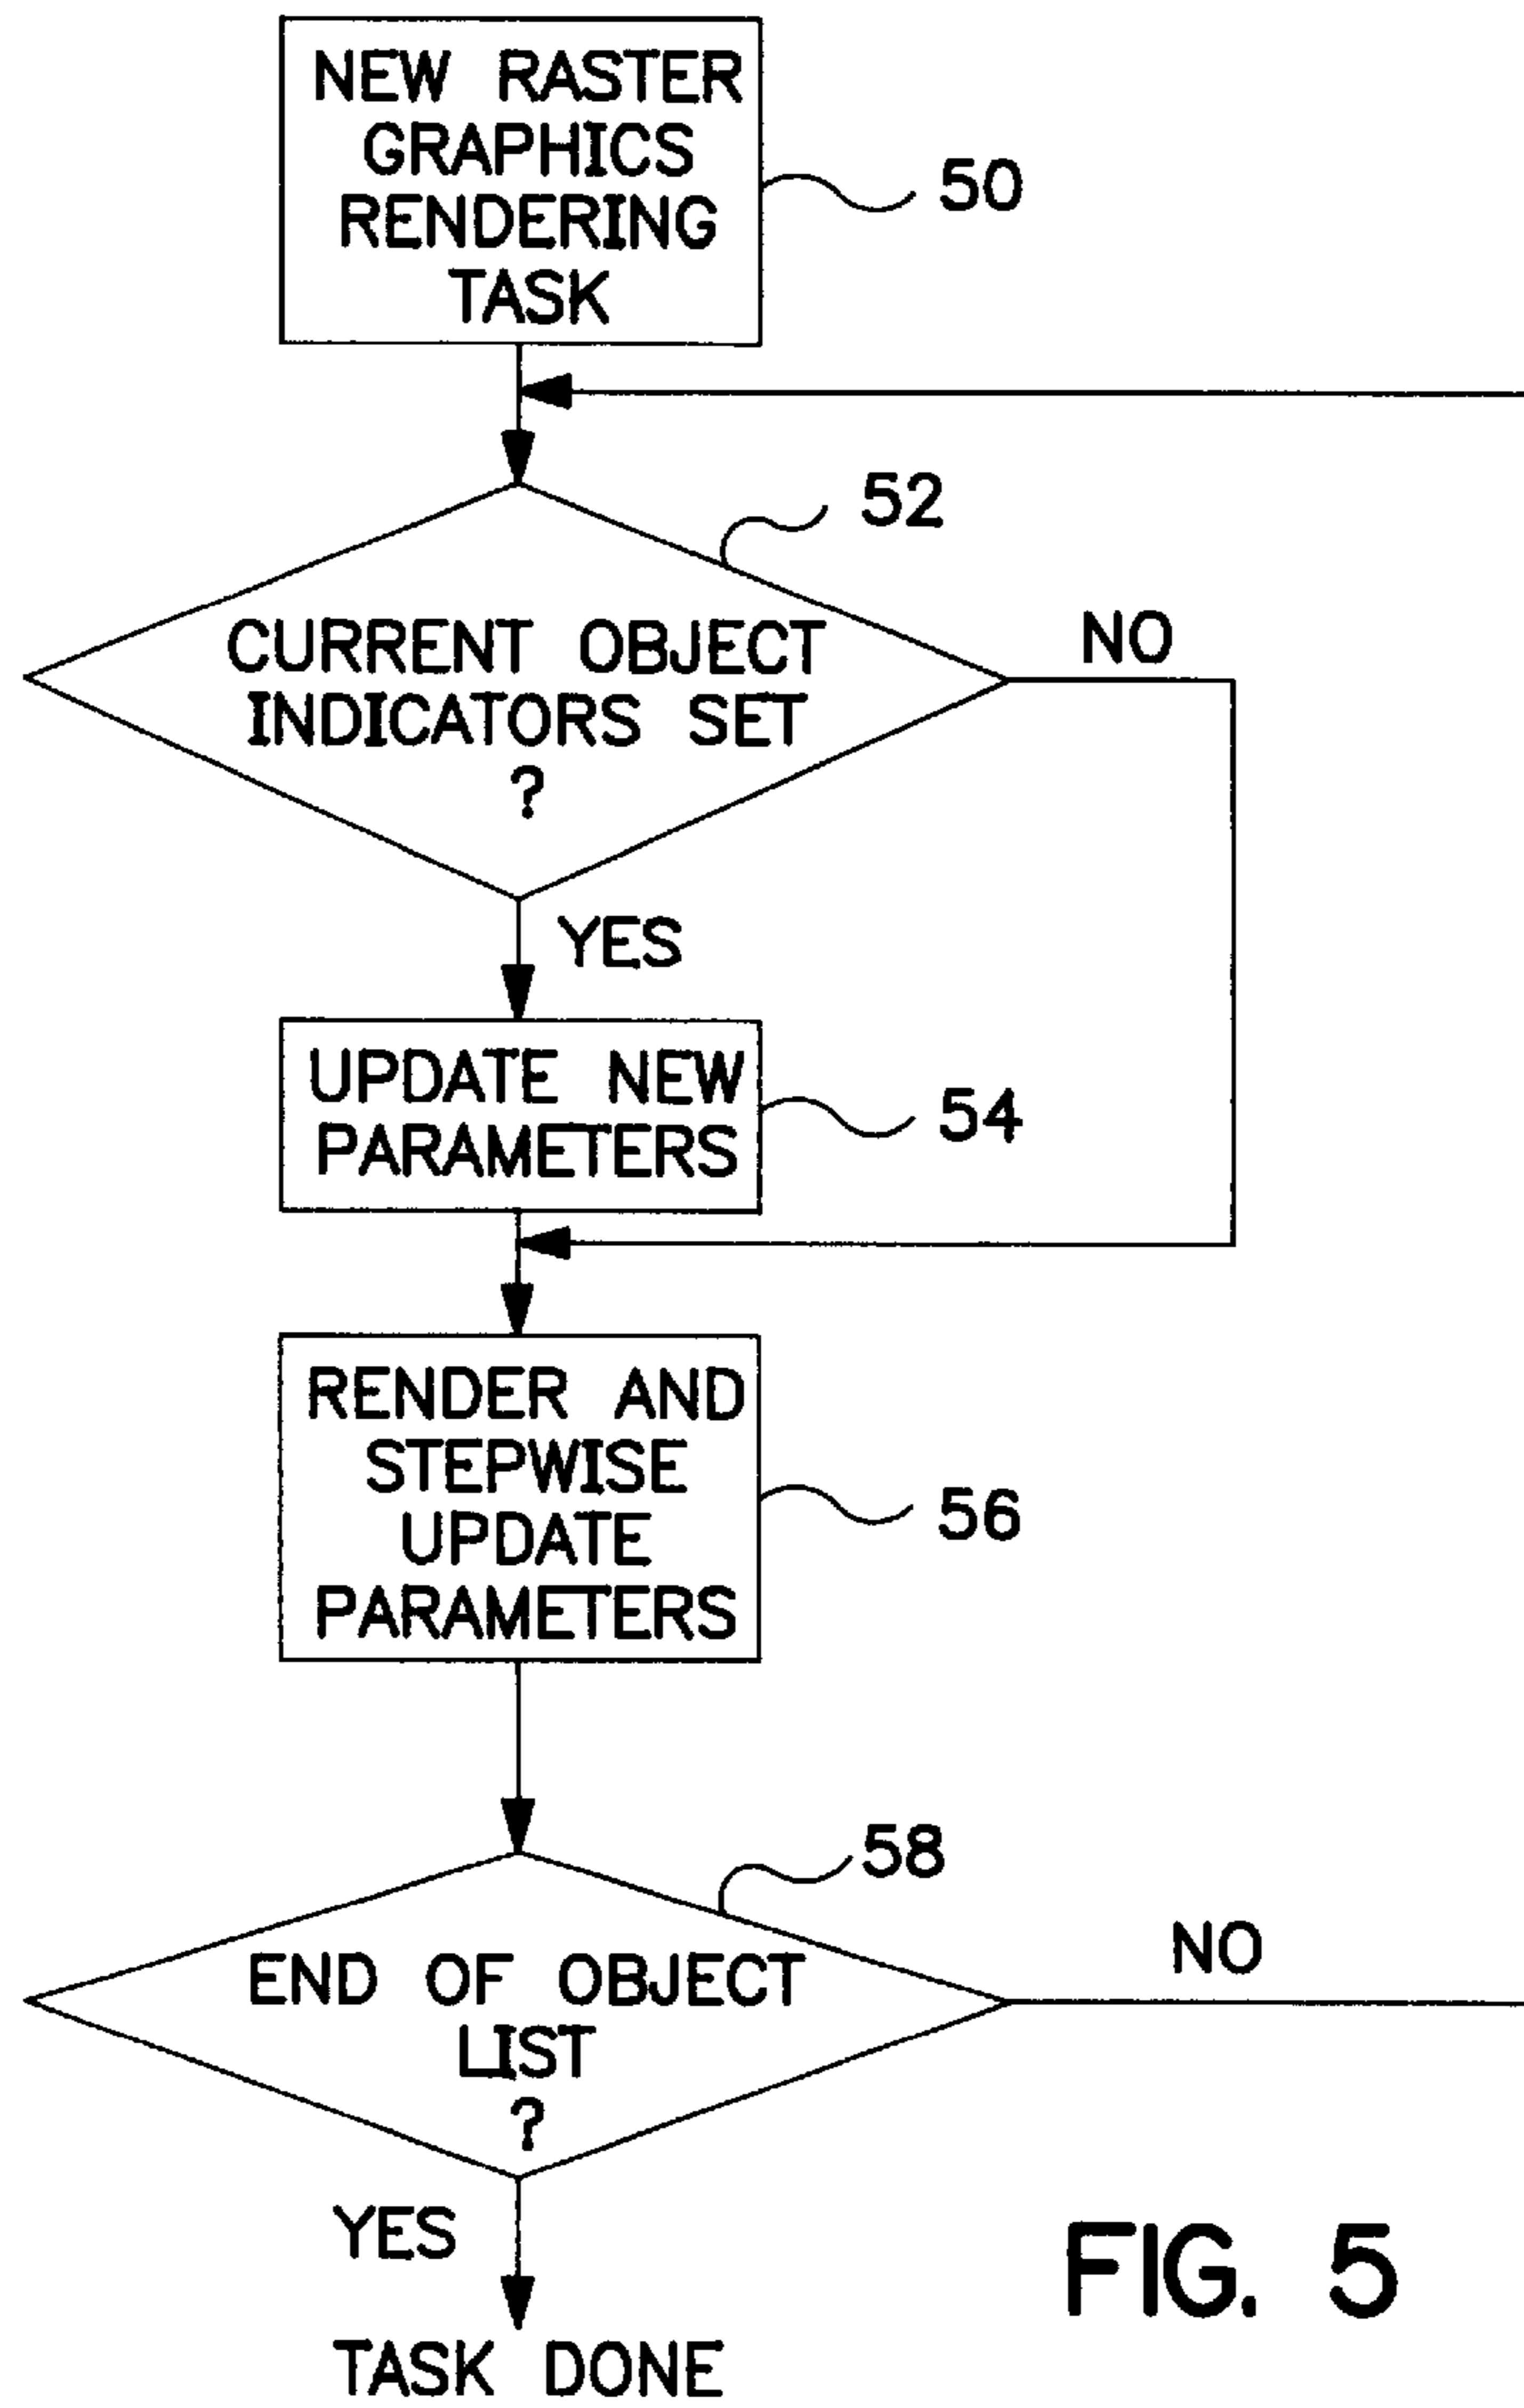 NEW RASTER
GRAPHICS
RENDERING
TASK
50
52
CURRENT OBJECT
INDICATORS SET
?
NO
YES
UPDATE NEW
PARAMETERS
54
RENDER AND
STEPWISE
UPDATE
PARAMETERS
56
58
END OF OBJECT
LIST
?
NO
YES
TASK DONE
FIG. 5